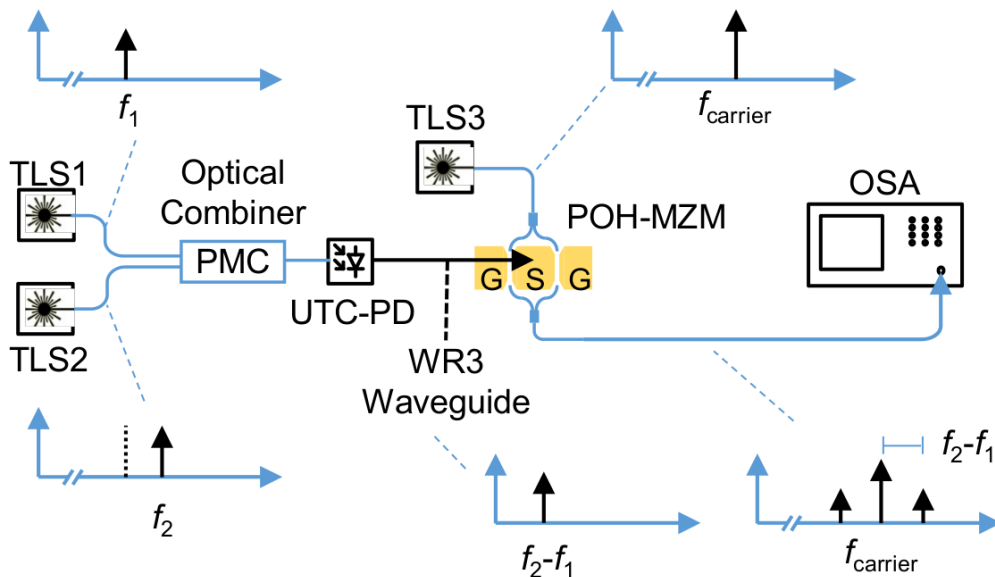 f1
fcarrier
TLS3
TLS1
Optical
Combiner
POH-MZM
OSA
PMC
G S G
UTC-PD
TLS2
WR3
Waveguide
f2
f2-f1
f2-f1
fcarrier